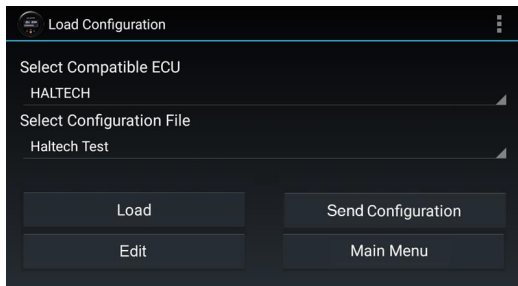 Load Configuration
Select Compatible ECU
HALTECH
Select Configuration File
Haltech Test
Load
Send Configuration
Edit
Main Menu